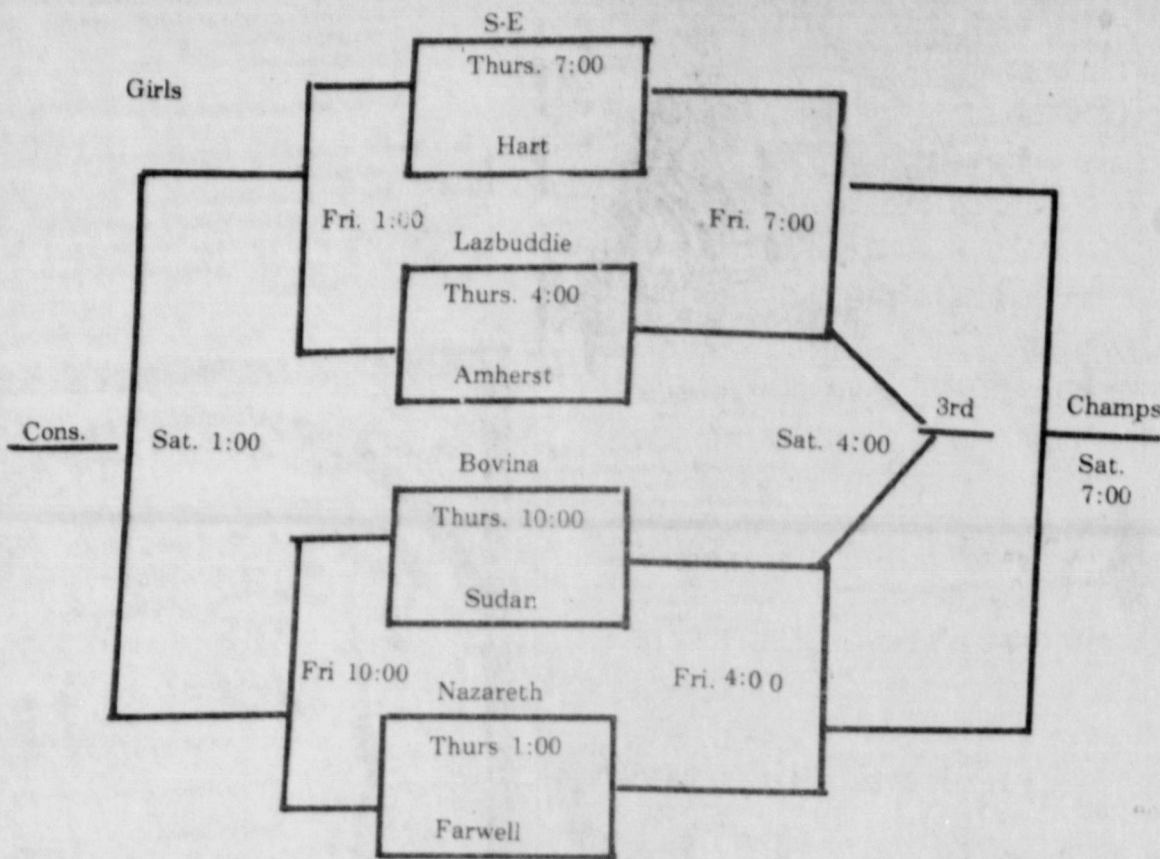 S-E
Girls
Thurs. 7:00
Hart
Fri. 1:00
Fri. 7:00
Lazbuddie
Thurs. 4:00
Amherst
3rd
Champs
Cons.
Sat. 1:00
Sat. 4:00
Bovina
Sat.
7:00
Thurs. 10:00
Sudan
Fri 10:00
Fri. 4:00
Nazareth
Thurs 1:00
Farwell